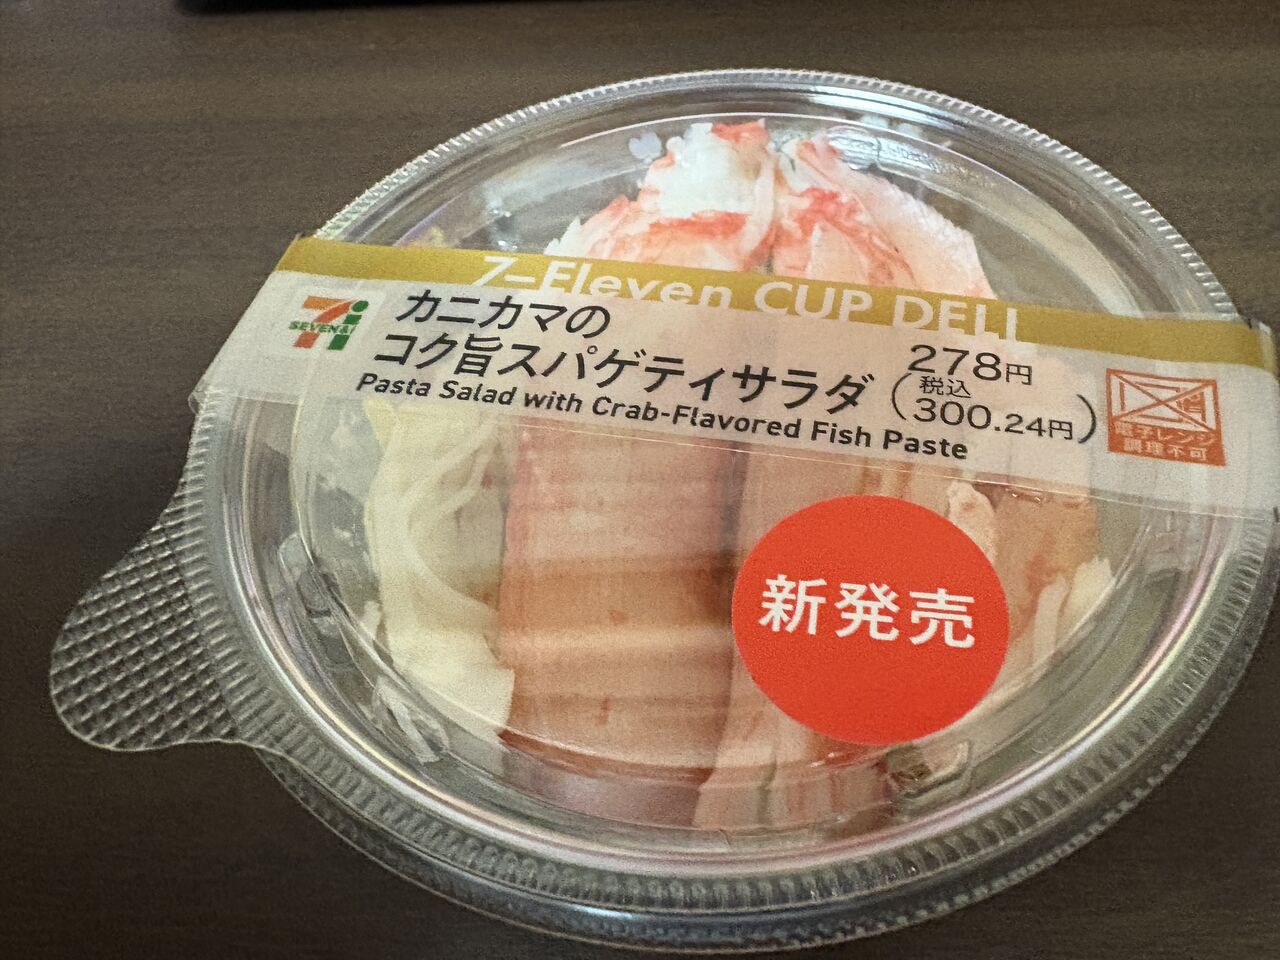 7-Eleven CUP DELI
SEVEN&i
カニカマの
コク旨スパゲティサラダ
Pasta Salad with Crab-Flavored Fish Paste
278円
(税込
300.24円)
電子レンジ
調理不可
新発売